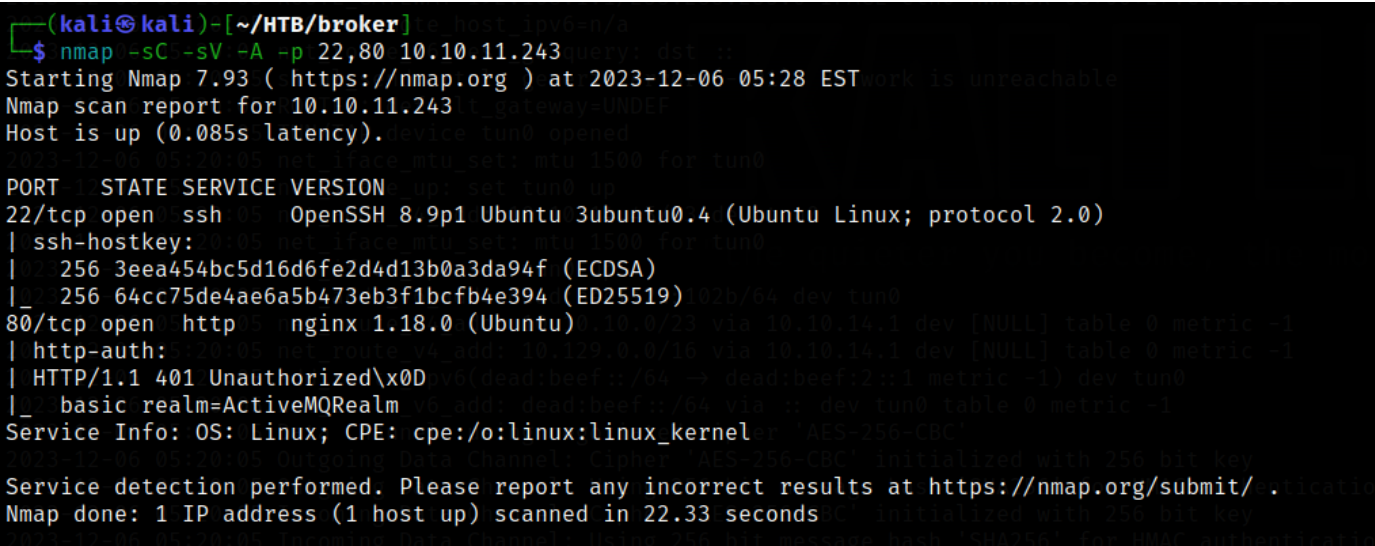 (kali㉿kali)-[~/HTB/broker]
$ nmap -sC -sV -A -p 22,80 10.10.11.243
Starting Nmap 7.93 ( https://nmap.org ) at 2023-12-06 05:28 EST
Nmap scan report for 10.10.11.243
Host is up (0.085s latency).
PORT   STATE SERVICE VERSION
22/tcp open  ssh     OpenSSH 8.9p1 Ubuntu 3ubuntu0.4 (Ubuntu Linux; protocol 2.0)
| ssh-hostkey:
|   256 3eea454bc5d16d6fe2d4d13b0a3da94f (ECDSA)
|_  256 64cc75de4ae6a5b473eb3f1bcfb4e394 (ED25519)
80/tcp open  http    nginx 1.18.0 (Ubuntu)
| http-auth:
| HTTP/1.1 401 Unauthorized\x0D
|_  basic realm=ActiveMQRealm
Service Info: OS: Linux; CPE: cpe:/o:linux:linux_kernel
Service detection performed. Please report any incorrect results at https://nmap.org/submit/ .
Nmap done: 1 IP address (1 host up) scanned in 22.33 seconds